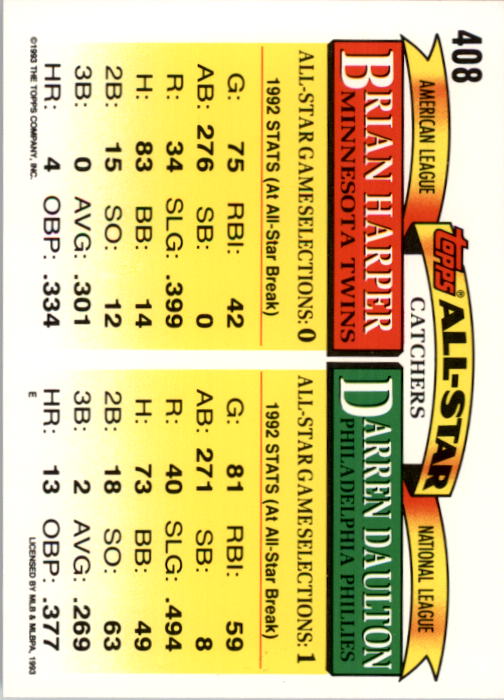 408
AMERICAN LEAGUE
topps® ALL-STAR
NATIONAL LEAGUE
CATCHERS
BRIAN HARPER
MINNESOTA TWINS
ALL-STAR GAME SELECTIONS: 0
1992 STATS (At All-Star Break)
G: 75 RBI: 42
AB: 276 SB: 0
R: 34 SLG: .399
H: 83 BB: 14
2B: 15 SO: 12
3B: 0 AVG: .301
HR: 4 OBP: .334
©1993 THE TOPPS COMPANY, INC.
DARREN DAULTON
PHILADELPHIA PHILLIES
ALL-STAR GAME SELECTIONS: 1
1992 STATS (At All-Star Break)
G: 81 RBI: 59
AB: 271 SB: 8
R: 40 SLG: .494
H: 73 BB: 49
2B: 18 SO: 63
3B: 2 AVG: .269
HR: 13 OBP: .377
E LICENSED BY MLB & MLBPA, 1993